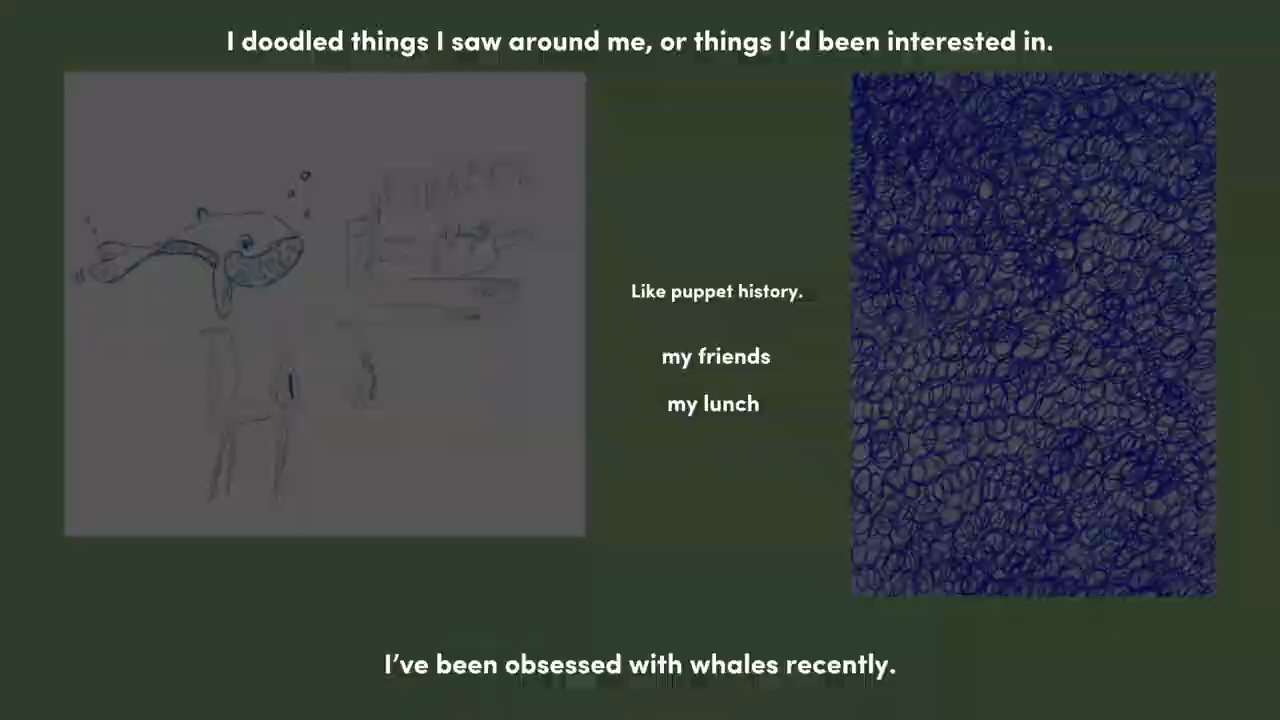 I doodled things I saw around me, or things I'd been interested in.
Like puppet history.
my friends
my lunch
I've been obsessed with whales recently.